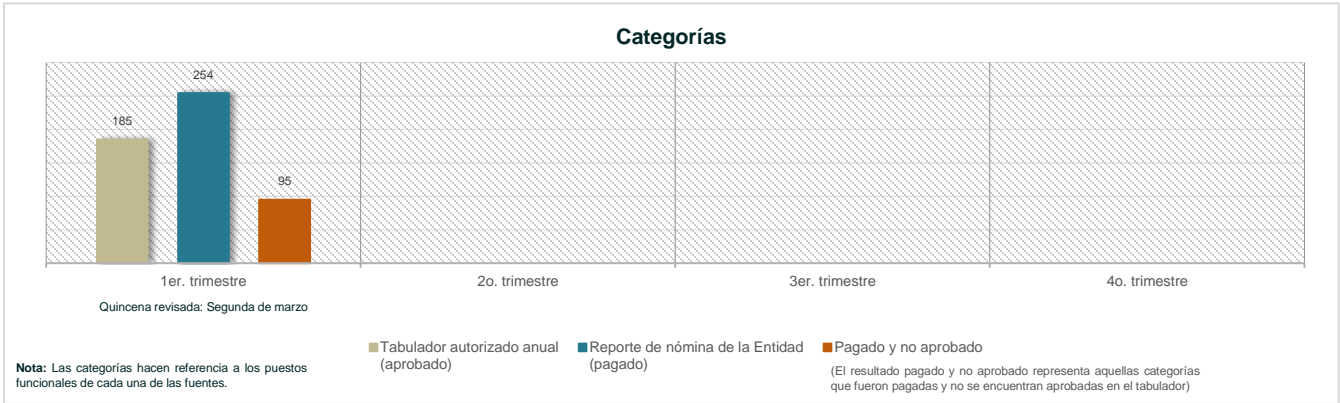 Categorías
254
185
95
1er. trimestre
2o. trimestre
3er. trimestre
4o. trimestre
Quincena revisada: Segunda de marzo
Tabulador autorizado anual
(aprobado)
Reporte de nómina de la Entidad
(pagado)
Pagado y no aprobado
(El resultado pagado y no aprobado representa aquellas categorías
que fueron pagadas y no se encuentran aprobadas en el tabulador)
Nota: Las categorías hacen referencia a los puestos
funcionales de cada una de las fuentes.